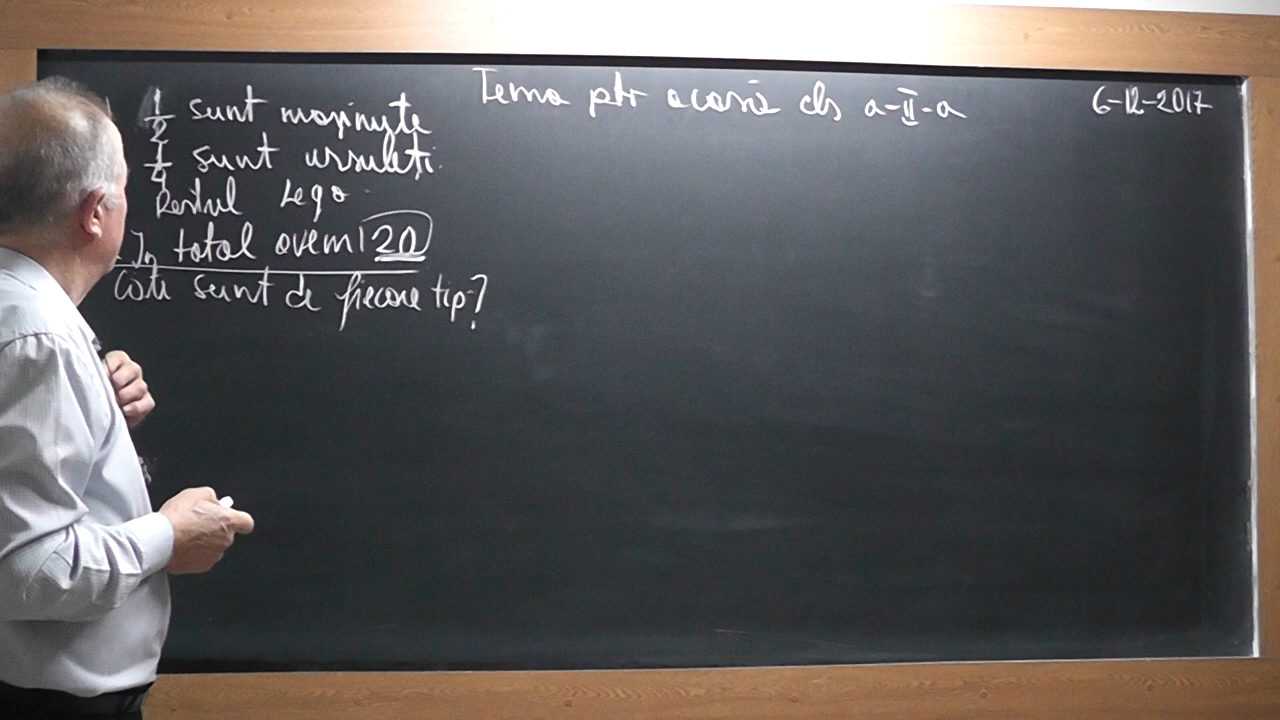 Tema ptr acasă cls a-II-a
6-12-2017
1/2 sunt mașinuțe
1/4 sunt ursuleți.
Restul Lego
În total avem 20
Câte sunt de fiecare tip?